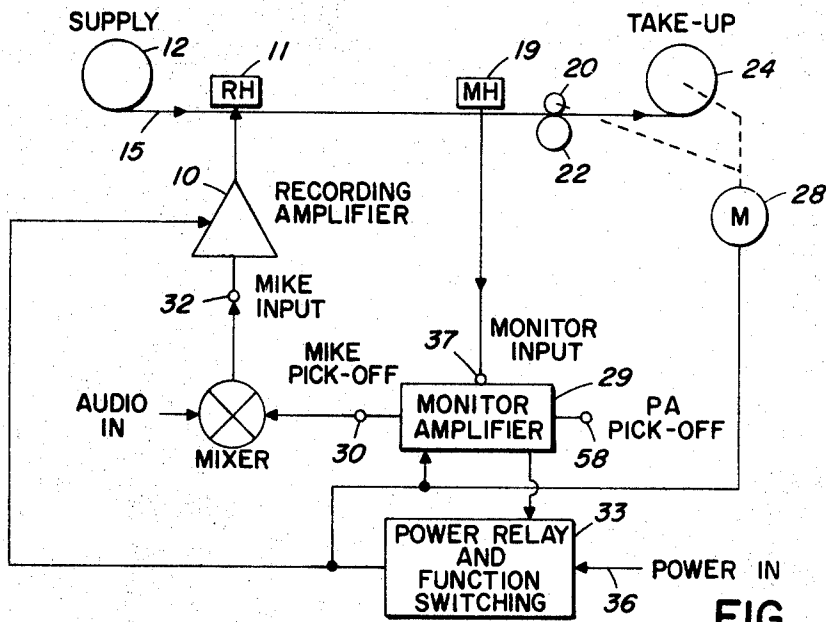 SUPPLY
12
11
19
20
TAKE-UP
24
RH
MH
15
22
10
RECORDING
AMPLIFIER
28
M
32
MIKE
INPUT
37
MONITOR
INPUT
MIKE
PICK-OFF
29
AUDIO
IN
MONITOR
AMPLIFIER
PA
PICK-OFF
30
58
MIXER
33
POWER RELAY
AND
FUNCTION
SWITCHING
POWER IN
36
FIG